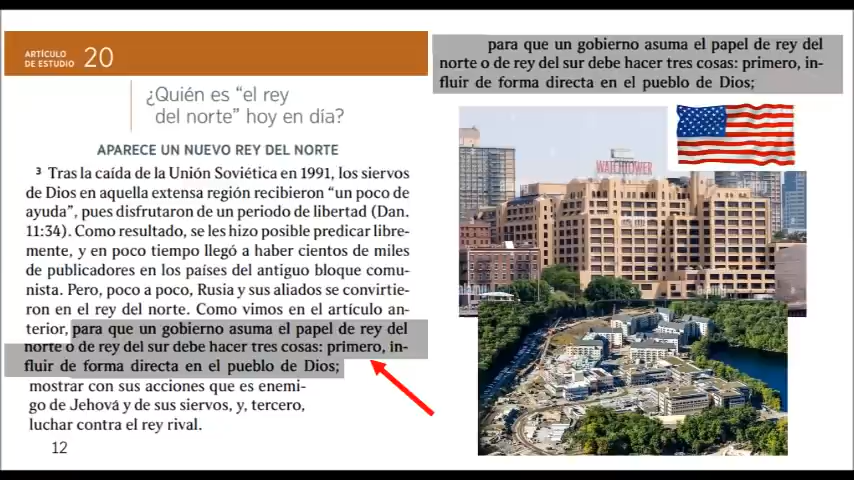 ARTÍCULO
DE ESTUDIO 20
¿Quién es "el rey
del norte" hoy en día?
APARECE UN NUEVO REY DEL NORTE
3 Tras la caída de la Unión Soviética en 1991, los siervos
de Dios en aquella extensa región recibieron "un poco de
ayuda", pues disfrutaron de un periodo de libertad (Dan.
11:34). Como resultado, se les hizo posible predicar libre-
mente, y en poco tiempo llegó a haber cientos de miles
de publicadores en los países del antiguo bloque comu-
nista. Pero, poco a poco, Rusia y sus aliados se convirtie-
ron en el rey del norte. Como vimos en el artículo an-
terior, para que un gobierno asuma el papel de rey del
norte o de rey del sur debe hacer tres cosas: primero, in-
fluir de forma directa en el pueblo de Dios;
mostrar con sus acciones que es enemi-
go de Jehová y de sus siervos, y, tercero,
luchar contra el rey rival.
12
para que un gobierno asuma el papel de rey del
norte o de rey del sur debe hacer tres cosas: primero, in-
fluir de forma directa en el pueblo de Dios;
WATCHTOWER